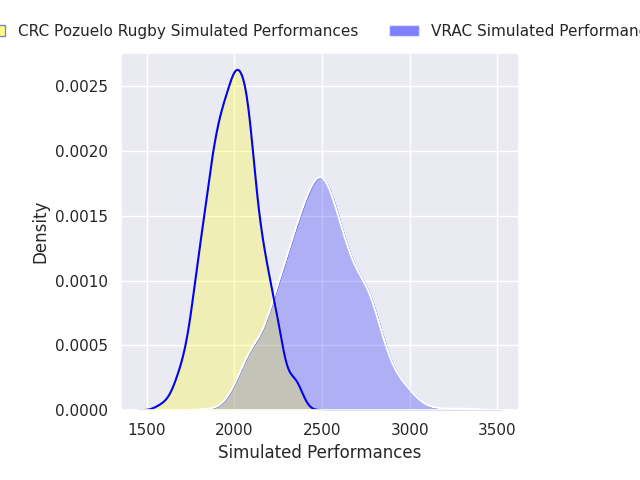 CRC Pozuelo Rugby Simulated Performances
VRAC Simulated
0.0025
0.0020
0.0015
0.0010
0.0005
0.0000
Density
1500 2000 2500 3000 3500
Simulated Performances